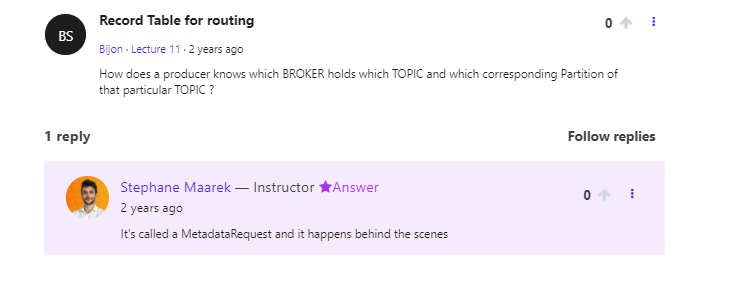 BS
Record Table for routing
0
Bijon · Lecture 11 · 2 years ago
How does a producer knows which BROKER holds which TOPIC and which corresponding Partition of
that particular TOPIC ?
1 reply
Follow replies
Stephane Maarek — Instructor ★Answer
0
2 years ago
It's called a MetadataRequest and it happens behind the scenes